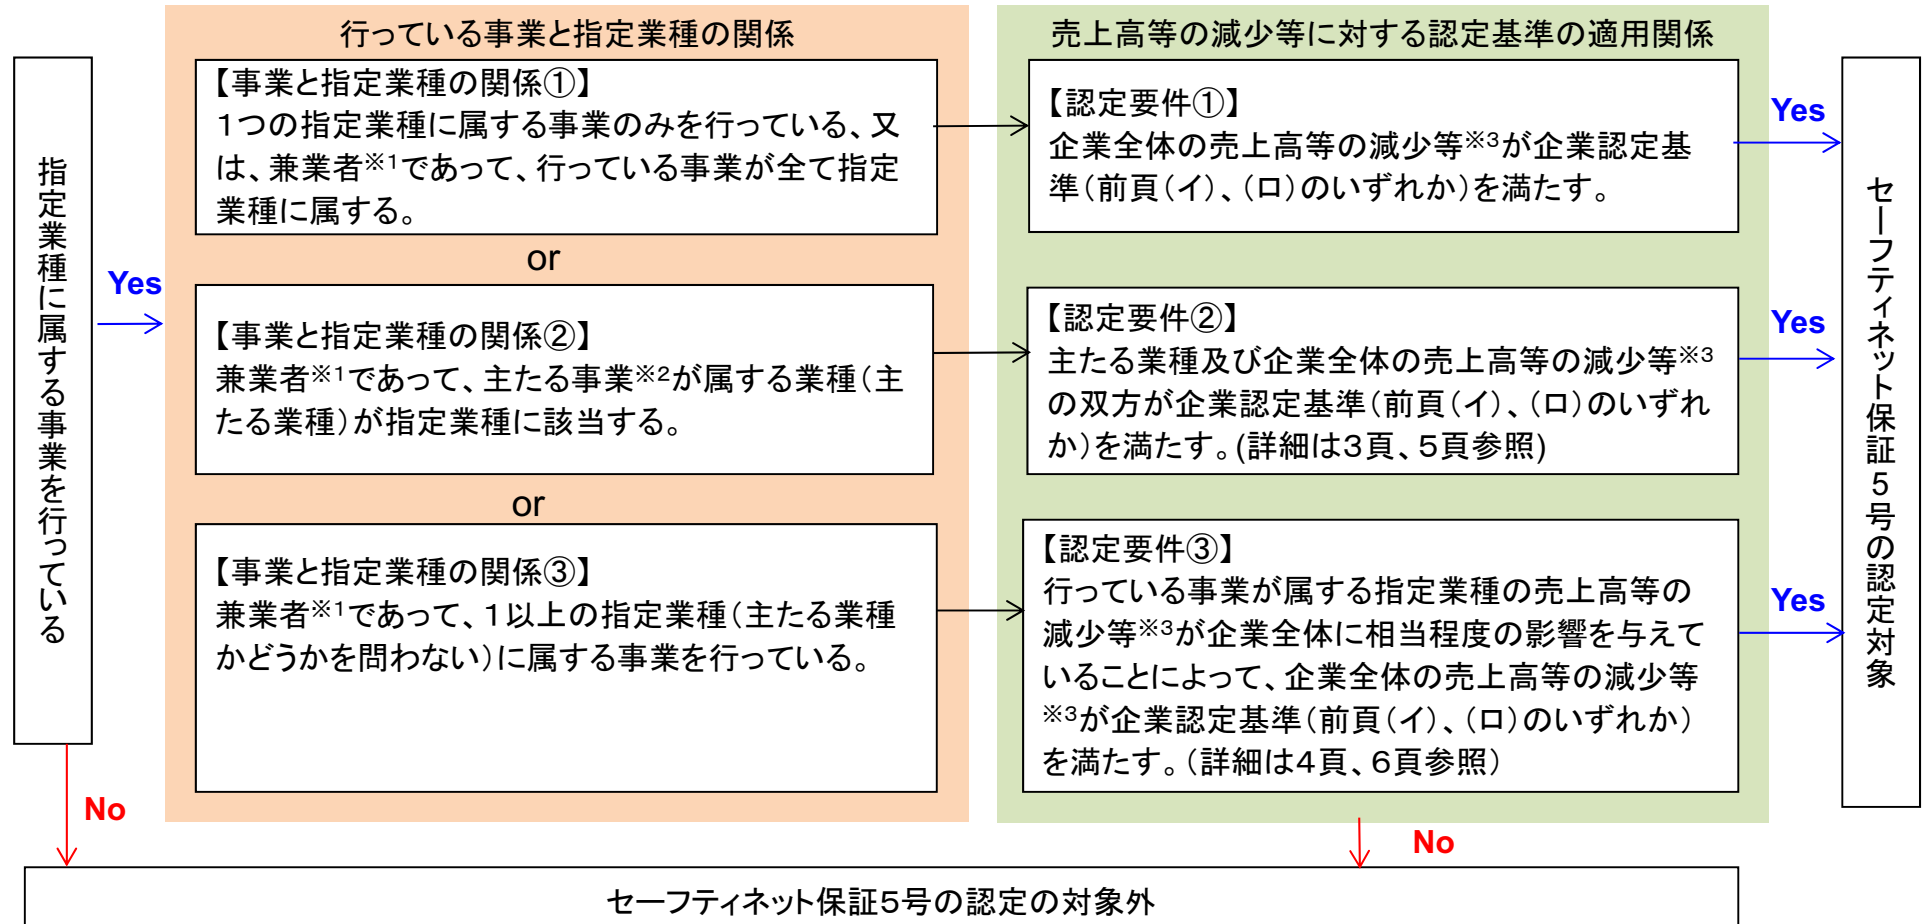 指定業種に属する事業を行っている
Yes
No
行っている事業と指定業種の関係
【事業と指定業種の関係①】
１つの指定業種に属する事業のみを行っている、又
は、兼業者※1であって、行っている事業が全て指定
業種に属する。
or
【事業と指定業種の関係②】
兼業者※1であって、主たる事業※2が属する業種（主
たる業種）が指定業種に該当する。
or
【事業と指定業種の関係③】
兼業者※1であって、１以上の指定業種（主たる業種
かどうかを問わない）に属する事業を行っている。
売上高等の減少等に対する認定基準の適用関係
【認定要件①】
企業全体の売上高等の減少等※3が企業認定基
準（前頁（イ）、（ロ）のいずれか）を満たす。
Yes
【認定要件②】
主たる業種及び企業全体の売上高等の減少等※3
の双方が企業認定基準（前頁（イ）、（ロ）のいずれ
か）を満たす。(詳細は３頁、５頁参照)
Yes
【認定要件③】
行っている事業が属する指定業種の売上高等の
減少等※3が企業全体に相当程度の影響を与えて
いることによって、企業全体の売上高等の減少等
※3が企業認定基準（前頁（イ）、（ロ）のいずれか）
を満たす。（詳細は４頁、６頁参照）
Yes
No
セーフティネット保証５号の認定対象
セーフティネット保証５号の認定の対象外